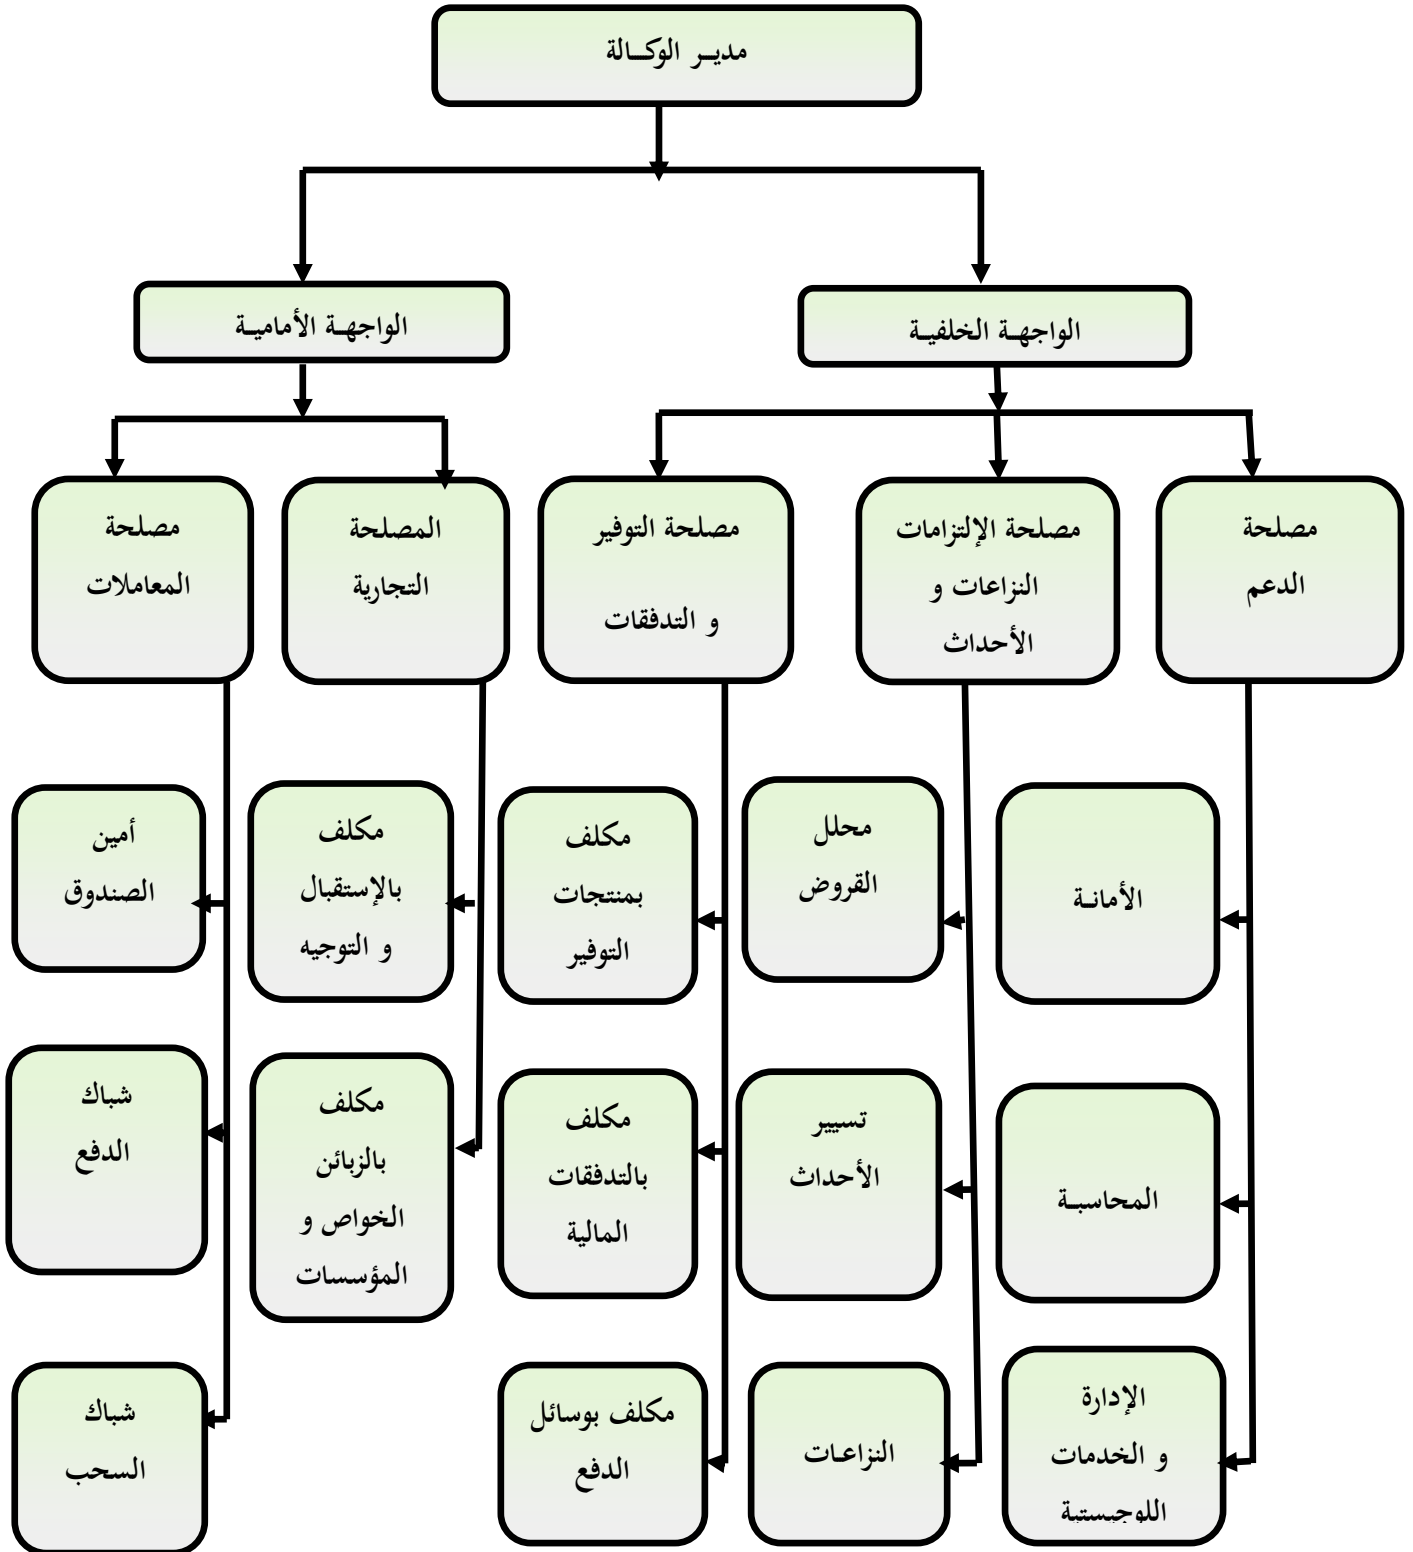 مديـر الوكـالة
الواجهـة الخلفيـة
الواجهـة الأماميـة
مصلحة
الدعم
مصلحة الإلتزامات
النزاعات و
الأحداث
مصلحة التوفير
و التدفقات
المصلحة
التجارية
مصلحة
المعاملات
الأمانـة
محلل
القروض
مكلف
بمنتجات
التوفير
مكلف
بالإستقبال
و التوجيه
أمين
الصندوق
المحاسبـة
تسيير
الأحداث
مكلف
بالتدفقات
المالية
مكلف
بالزبائن
الخواص و
المؤسسات
شباك
الدفع
الإدارة
و الخدمات
اللوجيستية
النزاعـات
مكلف بوسائل
الدفع
شباك
السحب